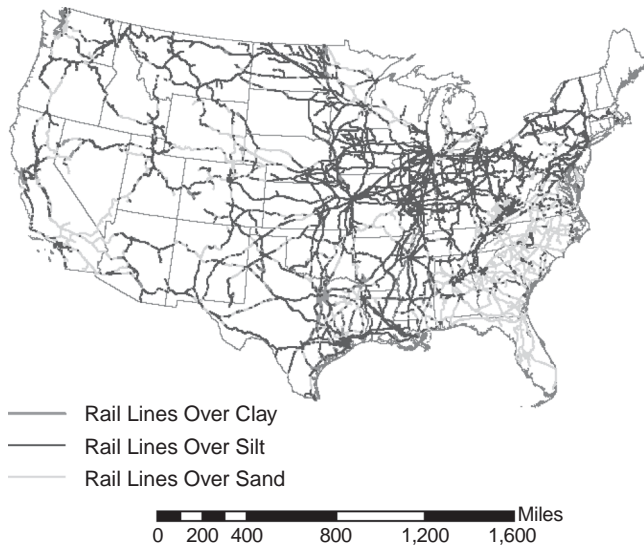 Rail Lines Over Clay
Rail Lines Over Silt
Rail Lines Over Sand
Miles
0 200 400 800 1,200 1,600